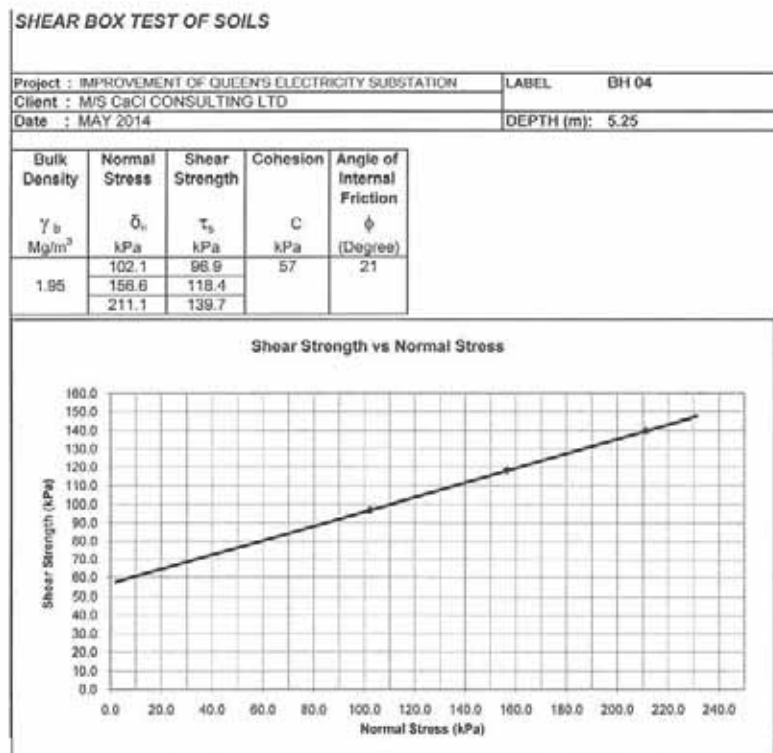 SHEAR BOX TEST OF SOILS
Project : IMPROVEMENT OF QUEEN'S ELECTRICITY SUBSTATION LABEL BH 04
Client : M/S CaCI CONSULTING LTD
Date : MAY 2014 DEPTH (m): 5.25
Bulk Normal Shear Cohesion Angle of
Density Stress Strength Internal
Friction
γ b δn τs C ϕ
Mg/m³ kPa kPa kPa (Degree)
102.1 96.9 57 21
1.95 156.6 118.4
211.1 139.7
Shear Strength vs Normal Stress
160.0
150.0
140.0
130.0
120.0
110.0
100.0
90.0
80.0
70.0
60.0
50.0
40.0
30.0
20.0
10.0
0.0
Shear Strength (kPa)
0.0 20.0 40.0 60.0 80.0 100.0 120.0 140.0 160.0 180.0 200.0 220.0 240.0
Normal Stress (kPa)